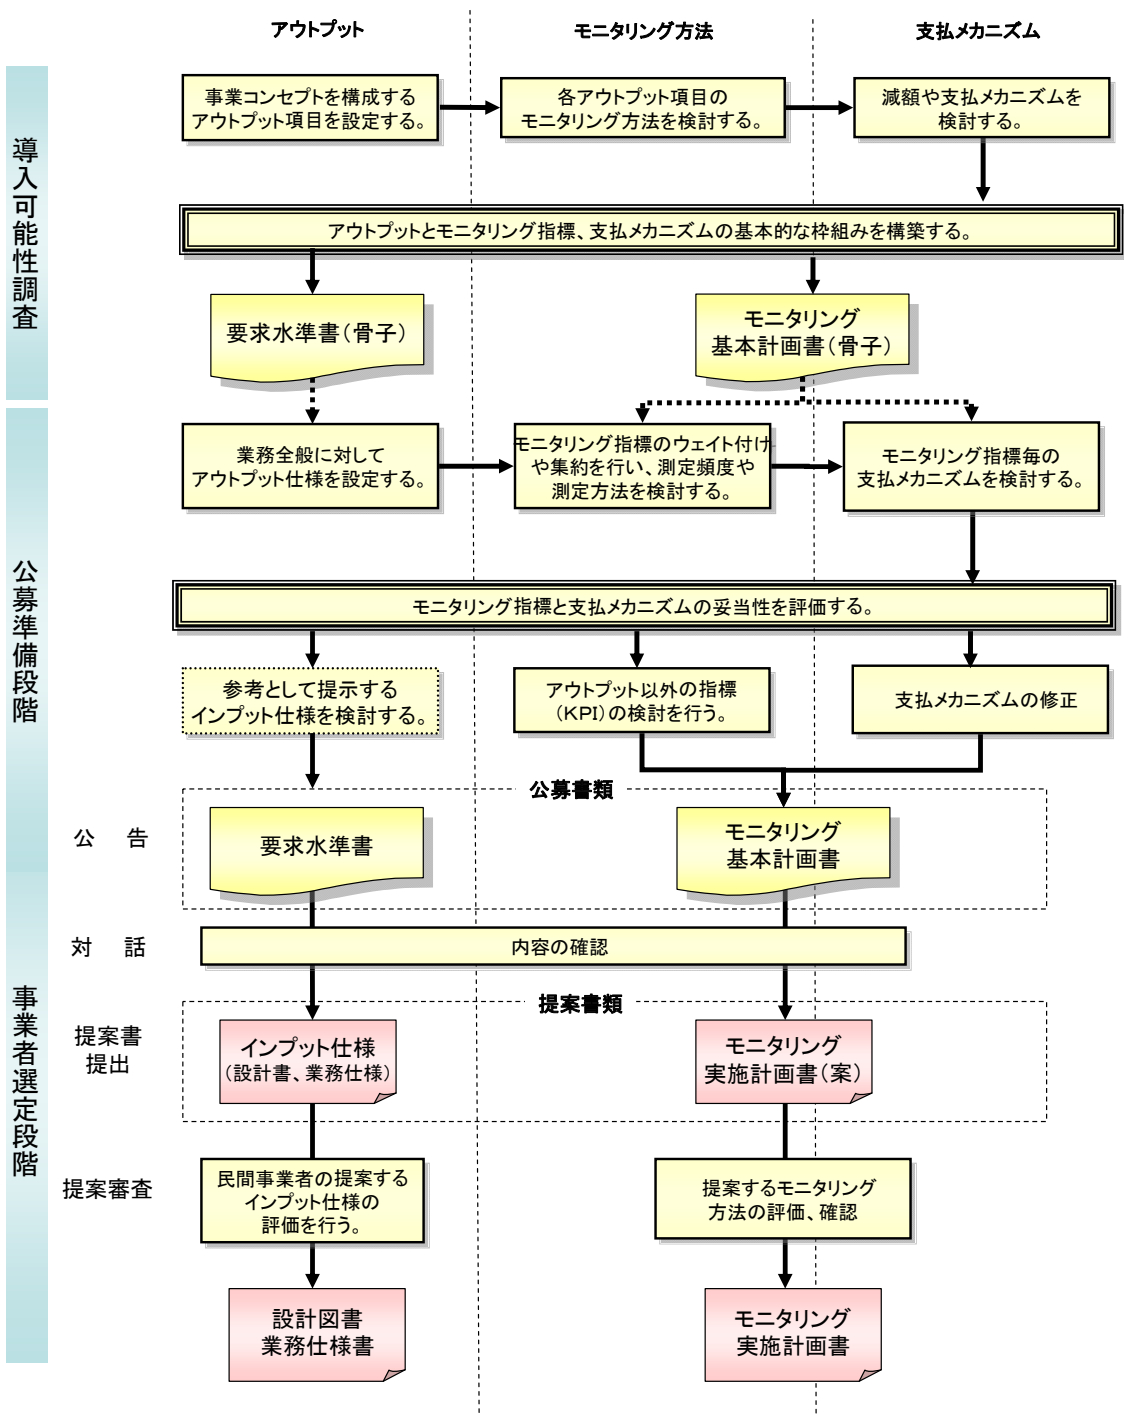 アウトプット
モニタリング方法
支払メカニズム
導入可能性調査
事業コンセプトを構成する
アウトプット項目を設定する。
各アウトプット項目の
モニタリング方法を検討する。
減額や支払メカニズムを
検討する。
アウトプットとモニタリング指標、支払メカニズムの基本的な枠組みを構築する。
要求水準書（骨子）
モニタリング
基本計画書（骨子）
公募準備段階
業務全般に対して
アウトプット仕様を設定する。
モニタリング指標のウェイト付け
や集約を行い、測定頻度や
測定方法を検討する。
モニタリング指標毎の
支払メカニズムを検討する。
モニタリング指標と支払メカニズムの妥当性を評価する。
参考として提示する
インプット仕様を検討する。
アウトプット以外の指標
（KPI）の検討を行う。
支払メカニズムの修正
公募書類
公　告
要求水準書
モニタリング
基本計画書
事業者選定段階
対　話
内容の確認
提案書類
提案書
提出
インプット仕様
（設計書、業務仕様）
モニタリング
実施計画書（案）
提案審査
民間事業者の提案する
インプット仕様の
評価を行う。
提案するモニタリング
方法の評価、確認
設計図書
業務仕様書
モニタリング
実施計画書